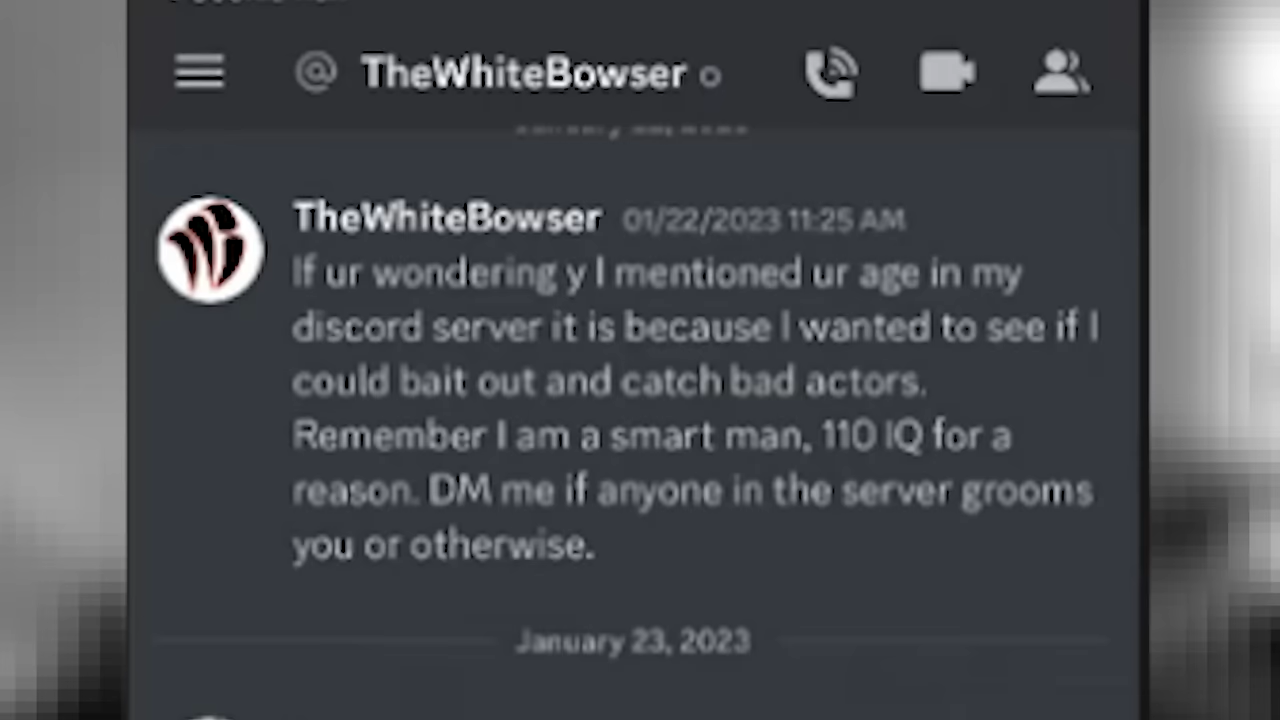 @ TheWhiteBowser
TheWhiteBowser 01/22/2023 11:25 AM
If ur wondering y I mentioned ur age in my
discord server it is because I wanted to see if I
could bait out and catch bad actors.
Remember I am a smart man, 110 IQ for a
reason. DM me if anyone in the server grooms
you or otherwise.
January 23, 2023